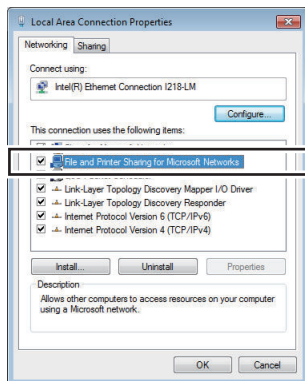 Local Area Connection Properties
Networking
Sharing
Connect using:
Intel(R) Ethernet Connection I218-LM
Configure...
This connection uses the following items:
File and Printer Sharing for Microsoft Networks
Link-Layer Topology Discovery Mapper I/O Driver
Link-Layer Topology Discovery Responder
Internet Protocol Version 6 (TCP/IPv6)
Internet Protocol Version 4 (TCP/IPv4)
Install...
Uninstall
Properties
Description
Allows other computers to access resources on your computer
using a Microsoft network.
OK
Cancel